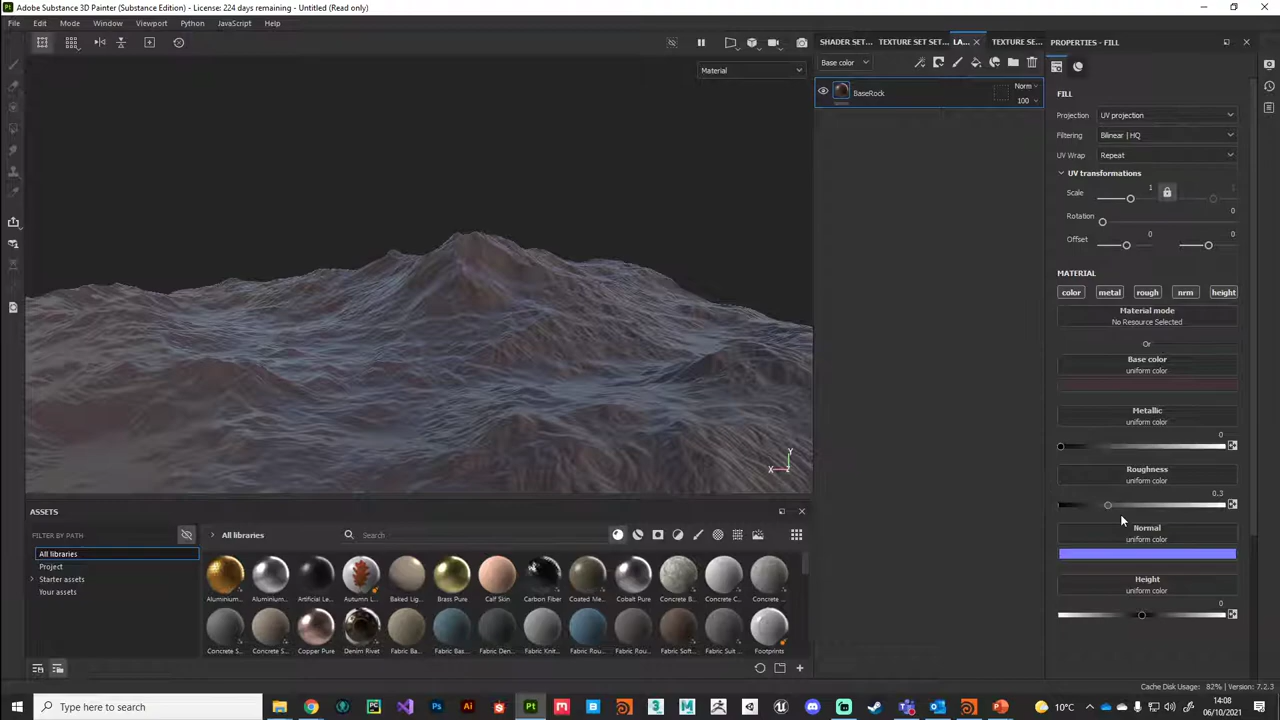 Adobe Substance 3D Painter (Substance Edition) - License: 224 days remaining - Untitled (Read only)
File Edit Mode Window Viewport Python JavaScript Help
SHADER SET... TEXTURE SET SET... LA... TEXTURE SE... PROPERTIES - FILL
Material
Base color
BaseRock
Norm
100
FILL
Projection UV projection
Filtering Bilinear | HQ
UV Wrap Repeat
UV transformations
Scale 1 1
Rotation 0
Offset 0 0
MATERIAL
color metal rough nrm height
Material mode
No Resource Selected
Or
Base color
uniform color
Metallic
uniform color
0
Roughness
uniform color
0.3
Normal
uniform color
Height
uniform color
0
Y
X Z
ASSETS
FILTER BY PATH
All libraries
Project
Starter assets
Your assets
All libraries Search
Aluminium... Aluminium... Artificial Le... Autumn L... Baked Lig... Brass Pure Calf Skin Carbon Fiber Coated Me... Cobalt Pure Concrete B... Concrete C... Concrete ...
Concrete S... Concrete S... Copper Pure Denim Rivet Fabric Ba... Fabric Bas... Fabric Den... Fabric Knit... Fabric Rou... Fabric Rou... Fabric Soft... Fabric Suit ... Footprints
Cache Disk Usage: 82% | Version: 7.2.3
Type here to search
10°C
14:08
06/10/2021